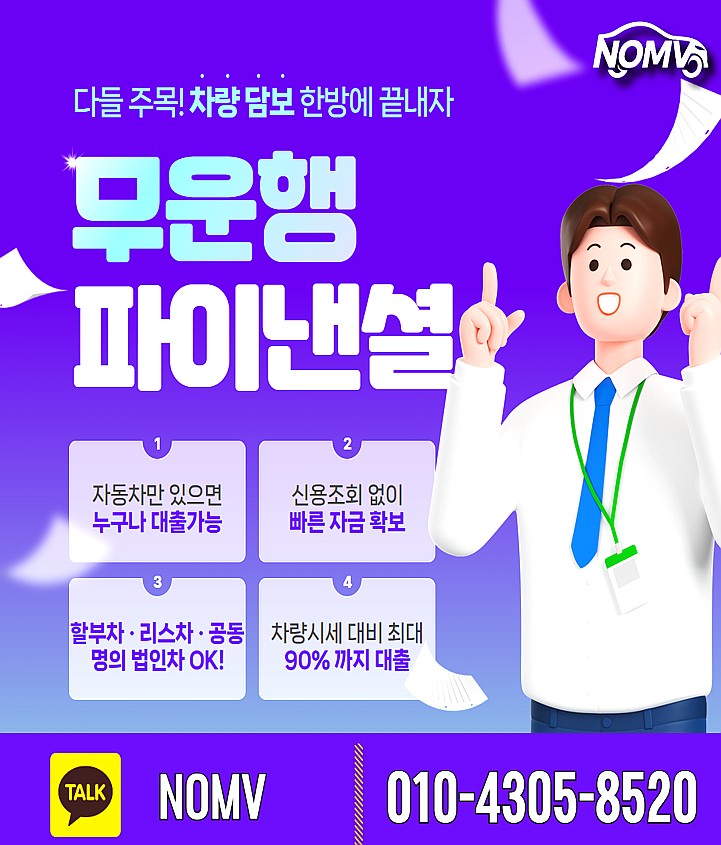 NOMV
다들 주목! 차량 담보 한방에 끝내자
무운행
파이낸셜
1
자동차만 있으면
누구나 대출가능
2
신용조회 없이
빠른 자금 확보
3
할부차·리스차·공동
명의 법인차 OK!
4
차량시세 대비 최대
90% 까지 대출
TALK
NOMV
010-4305-8520